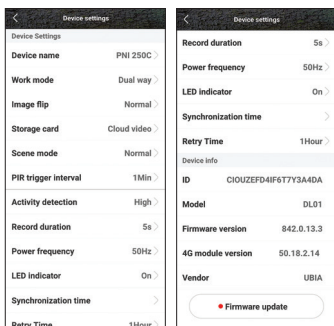 Device settings
Device Settings
Device name PNI 250C
Work mode Dual way
Image flip Normal
Storage card Cloud video
Scene mode Normal
PIR trigger interval 1Min
Activity detection High
Record duration 5s
Power frequency 50Hz
LED indicator On
Synchronization time
Retry Time 1Hour
Device settings
Record duration 5s
Power frequency 50Hz
LED indicator On
Synchronization time
Retry Time 1Hour
Device info
ID CIOUZEFD4IF6T7Y3A4DA
Model DL01
Firmware version 842.0.13.3
4G module version 50.18.2.14
Vendor UBIA
Firmware update